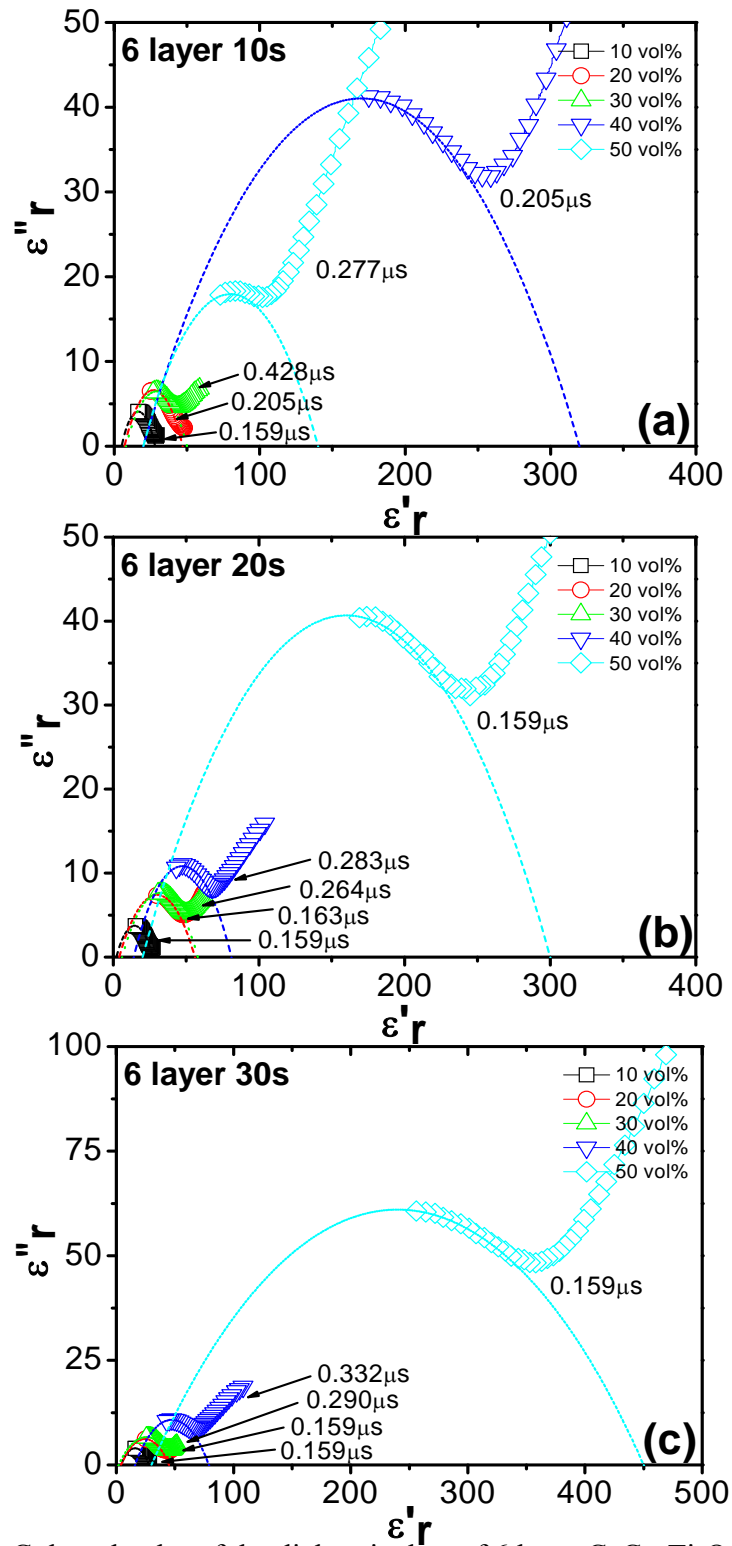 50
40
30
20
10
0
ε"r
6 layer 10s
10 vol%
20 vol%
30 vol%
40 vol%
50 vol%
0.205μs
0.277μs
0.428μs
0.205μs
0.159μs
(a)
0 100 200 300 400
ε'r
50
40
30
20
10
0
ε"r
6 layer 20s
10 vol%
20 vol%
30 vol%
40 vol%
50 vol%
0.159μs
0.283μs
0.264μs
0.163μs
0.159μs
(b)
0 100 200 300 400
ε'r
100
75
50
25
0
ε"r
6 layer 30s
10 vol%
20 vol%
30 vol%
40 vol%
50 vol%
0.159μs
0.332μs
0.290μs
0.159μs
0.159μs
(c)
0 100 200 300 400 500
ε'r